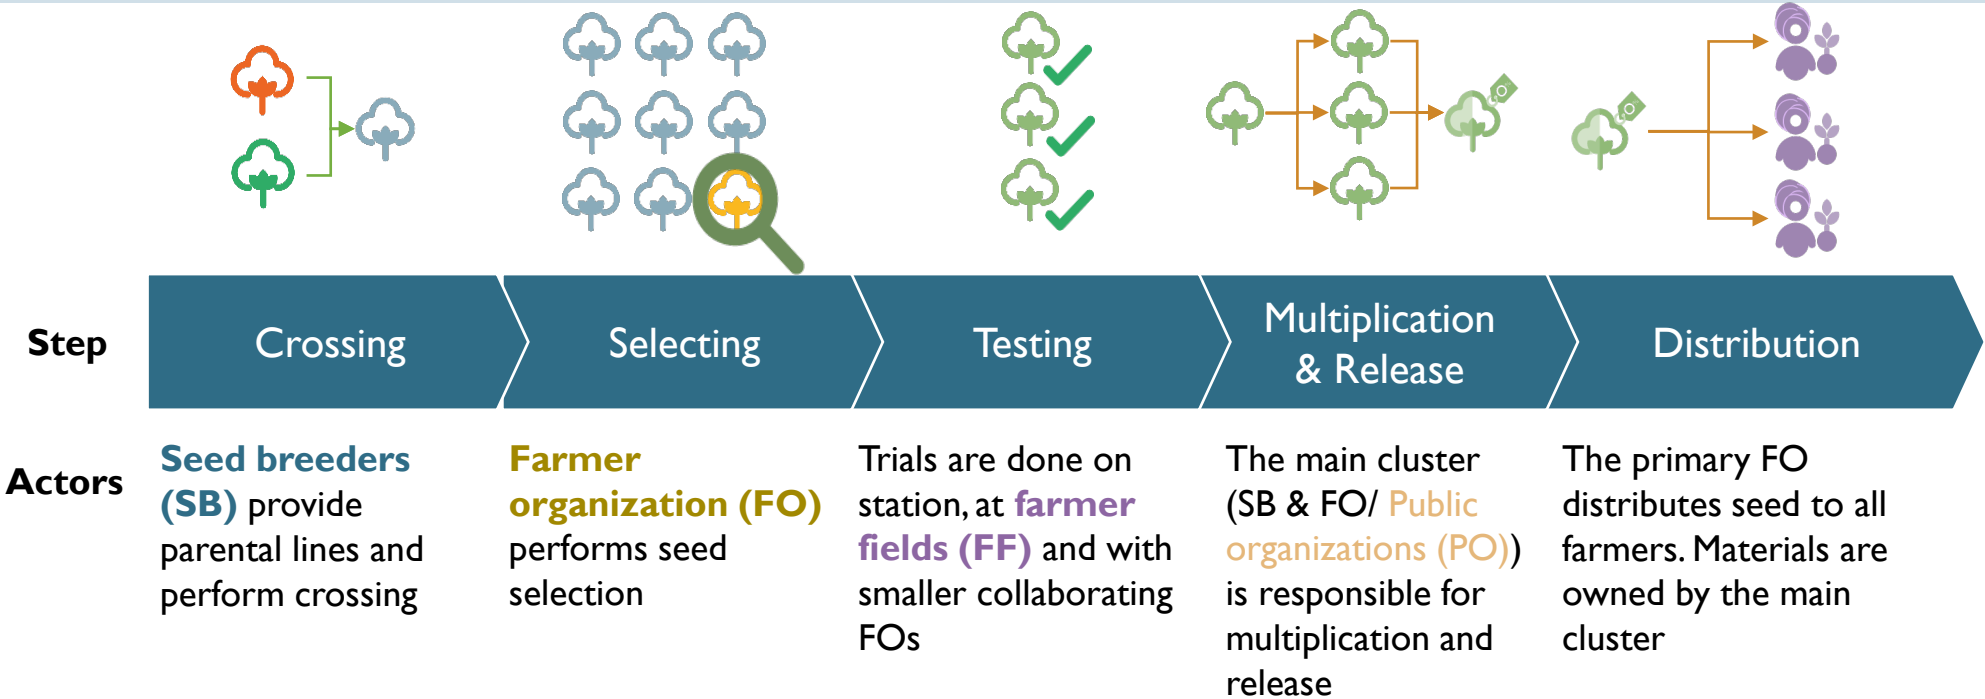 Step
Crossing
Selecting
Testing
Multiplication
& Release
Distribution
Actors
Seed breeders
(SB) provide
parental lines and
perform crossing
Farmer
organization (FO)
performs seed
selection
Trials are done on
station, at farmer
fields (FF) and with
smaller collaborating
FOs
The main cluster
(SB & FO/ Public
organizations (PO))
is responsible for
multiplication and
release
The primary FO
distributes seed to all
farmers. Materials are
owned by the main
cluster